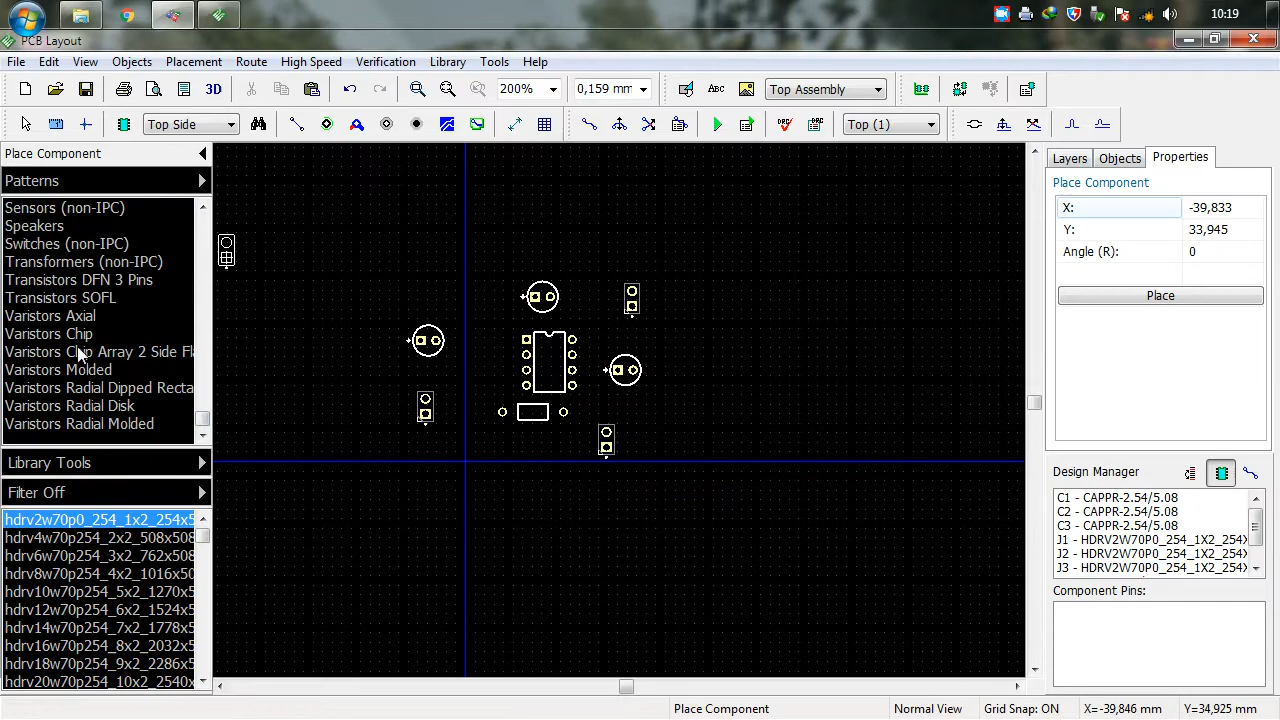 10:19
PCB Layout
File Edit View Objects Placement Route High Speed Verification Library Tools Help
3D 200% 0,159 mm ABC Top Assembly
Top Side Top (1)
Place Component
Patterns
Sensors (non-IPC)
Speakers
Switches (non-IPC)
Transformers (non-IPC)
Transistors DFN 3 Pins
Transistors SOFL
Varistors Axial
Varistors Chip
Varistors Chip Array 2 Side Fla
Varistors Molded
Varistors Radial Dipped Recta
Varistors Radial Disk
Varistors Radial Molded
Library Tools
Filter Off
hdrv2w70p0_254_1x2_254x5
hdrv4w70p254_2x2_508x508
hdrv6w70p254_3x2_762x508
hdrv8w70p254_4x2_1016x50
hdrv10w70p254_5x2_1270x5
hdrv12w70p254_6x2_1524x5
hdrv14w70p254_7x2_1778x5
hdrv16w70p254_8x2_2032x5
hdrv18w70p254_9x2_2286x5
hdrv20w70p254_10x2_2540x
Layers Objects Properties
Place Component
X: -39,833
Y: 33,945
Angle (R): 0
Place
Design Manager
C1 - CAPPR-2.54/5.08
C2 - CAPPR-2.54/5.08
C3 - CAPPR-2.54/5.08
J1 - HDRV2W70P0_254_1X2_254X
J2 - HDRV2W70P0_254_1X2_254X
J3 - HDRV2W70P0_254_1X2_254X
Component Pins:
Place Component Normal View Grid Snap: ON X=-39,846 mm Y=34,925 mm